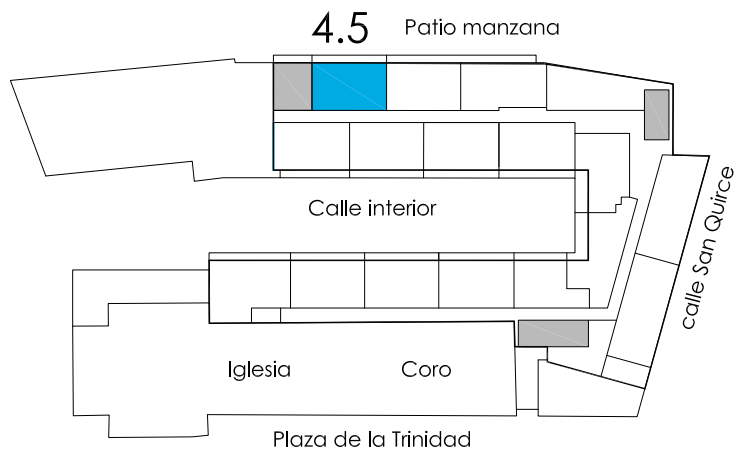 4.5
Patio manzana
Calle interior
calle San Quirce
Iglesia
Coro
Plaza de la Trinidad